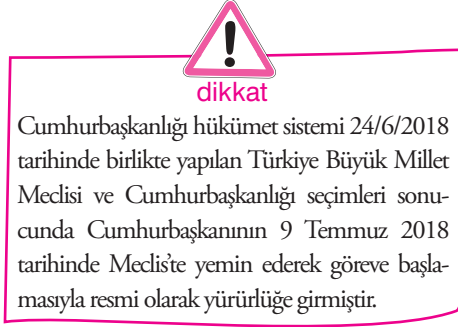 !
dikkat
Cumhurbaşkanlığı hükümet sistemi 24/6/2018
tarihinde birlikte yapılan Türkiye Büyük Millet
Meclisi ve Cumhurbaşkanlığı seçimleri sonu-
cunda Cumhurbaşkanının 9 Temmuz 2018
tarihinde Meclis’te yemin ederek göreve başla-
masıyla resmi olarak yürürlüğe girmiştir.